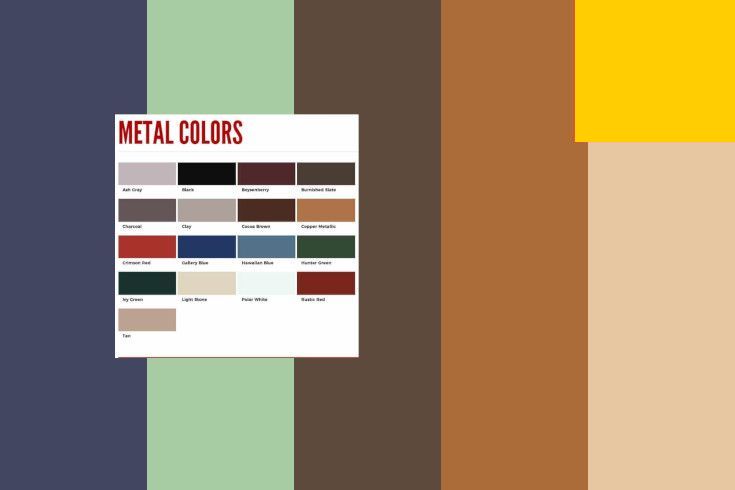 METAL COLORS
Ash Gray Black Boysenberry Burnished Slate
Charcoal Clay Cocoa Brown Copper Metallic
Crimson Red Gallery Blue Hawaiian Blue Hunter Green
Ivy Green Light Stone Polar White Rustic Red
Tan